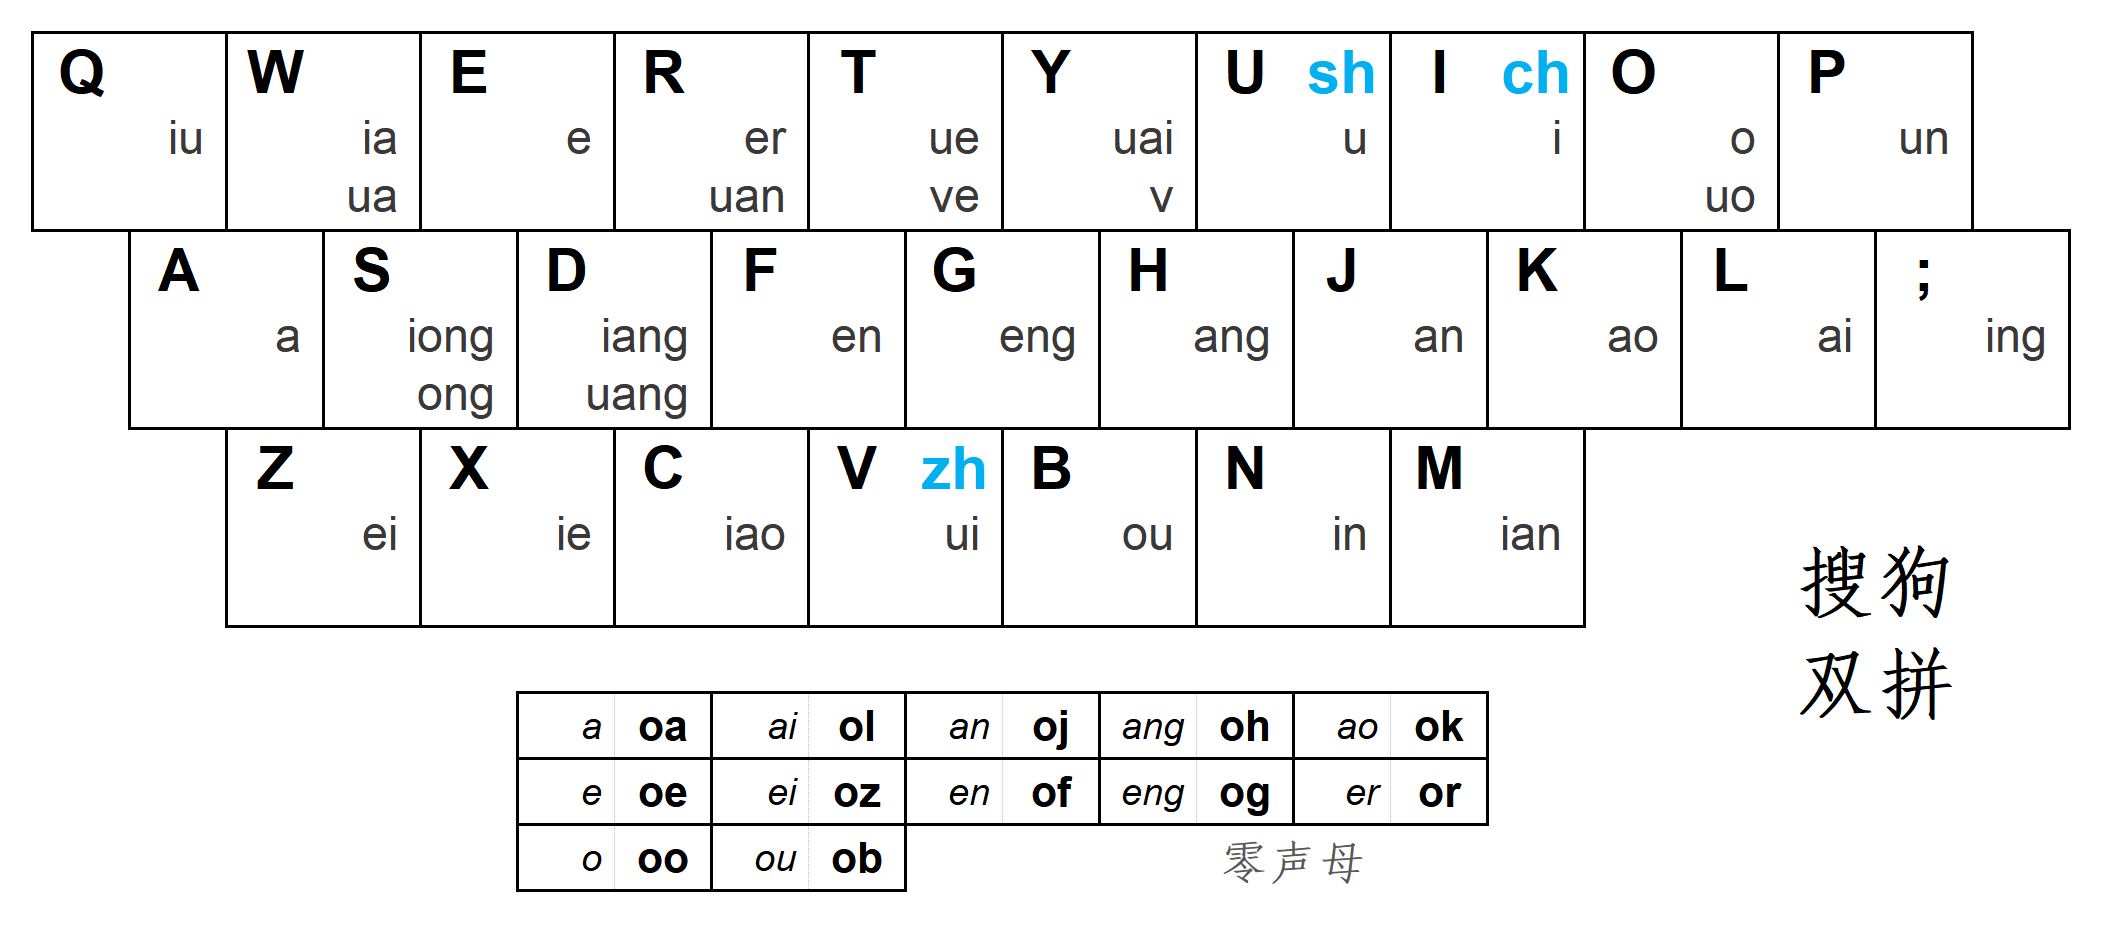 Q W E R T Y U sh I ch O P
iu ia e er ue uai u i o un
ua uan ve v uo
A S D F G H J K L ;
a iong iang en eng ang an ao ai ing
ong uang
Z X C V zh B N M
ei ie iao ui ou in ian
搜狗
双拼
a oa ai ol an oj ang oh ao ok
e oe ei oz en of eng og er or
o oo ou ob 零声母